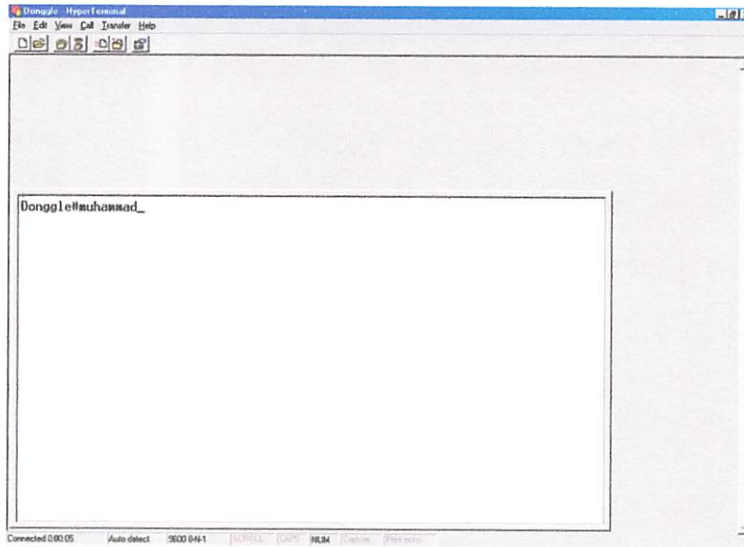 Donggle - HyperTerminal
File Edit View Call Transfer Help
Donggle#muhammad_
Connected 0:00:05 Auto detect 9600 8-N-1 SCROLL CAPS NUM Capture Print echo